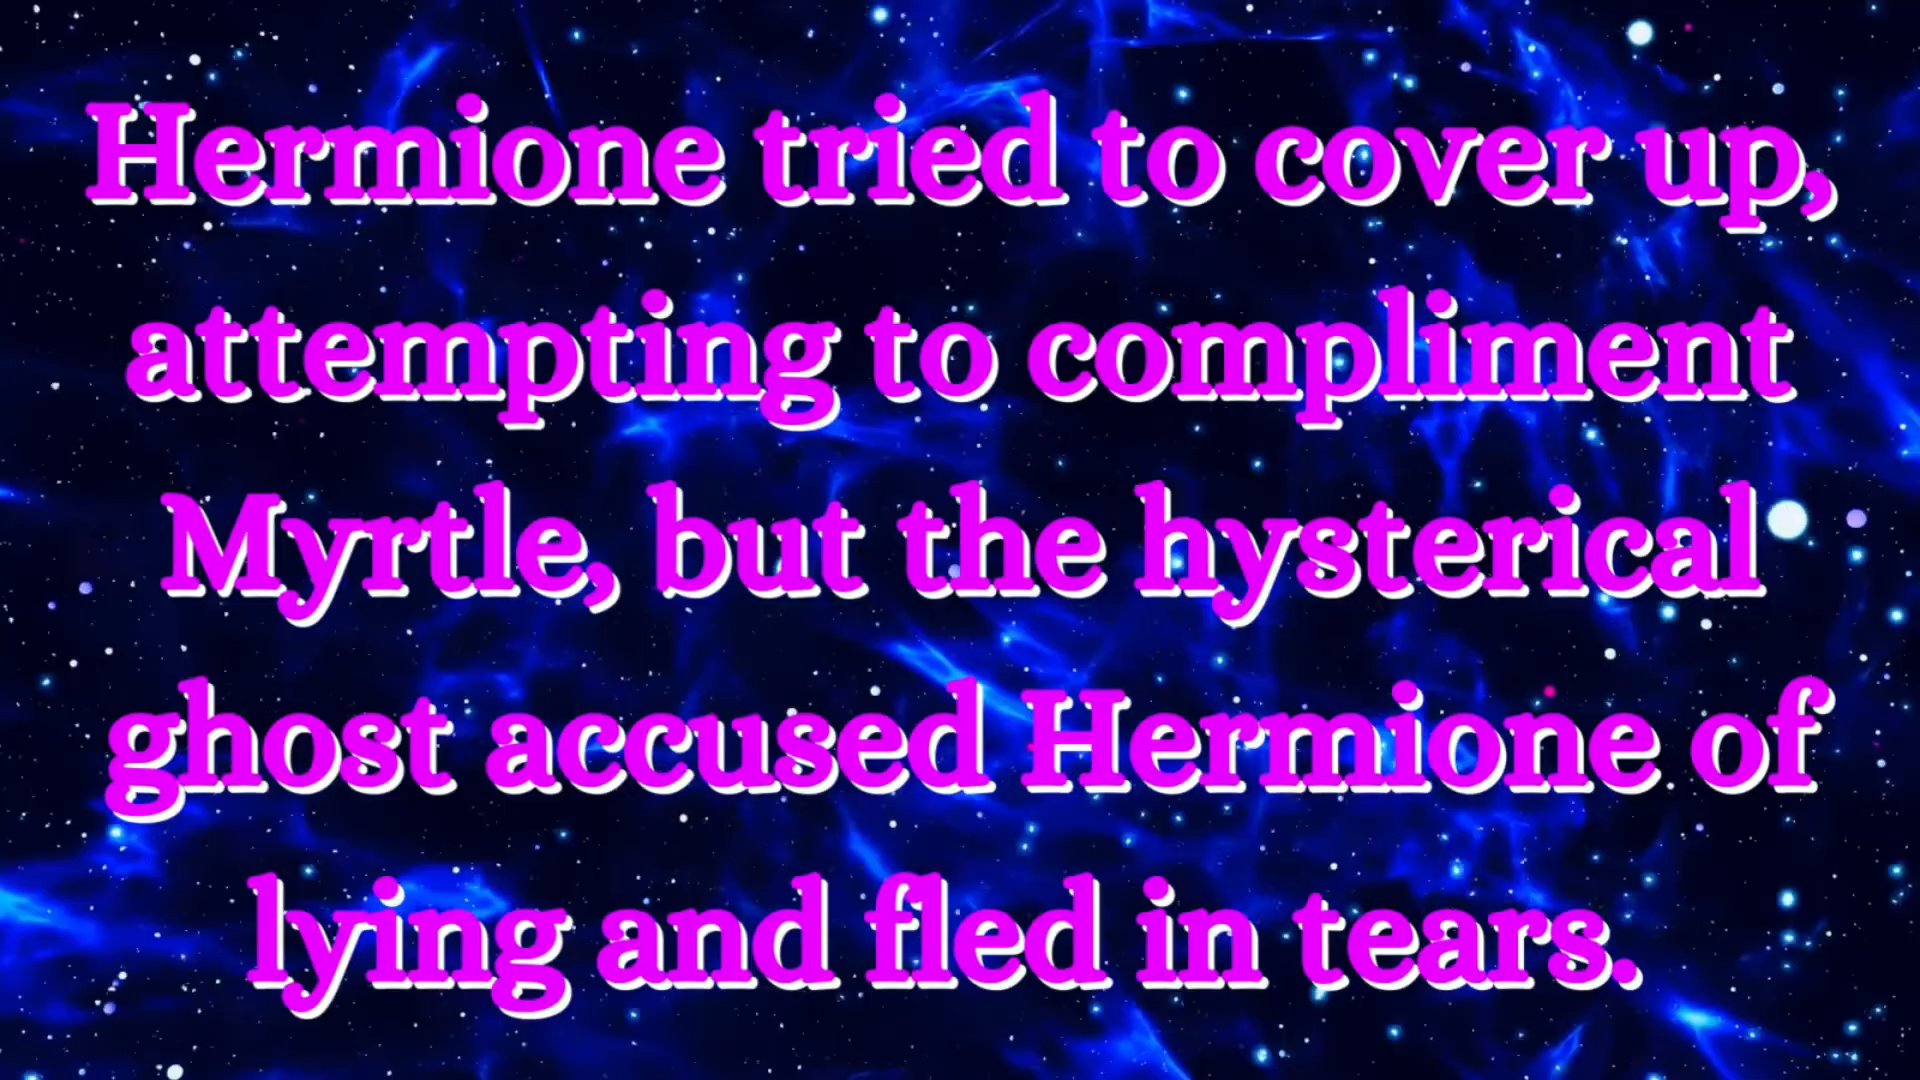 Hermione tried to cover up,
attempting to compliment
Myrtle, but the hysterical
ghost accused Hermione of
lying and fled in tears.